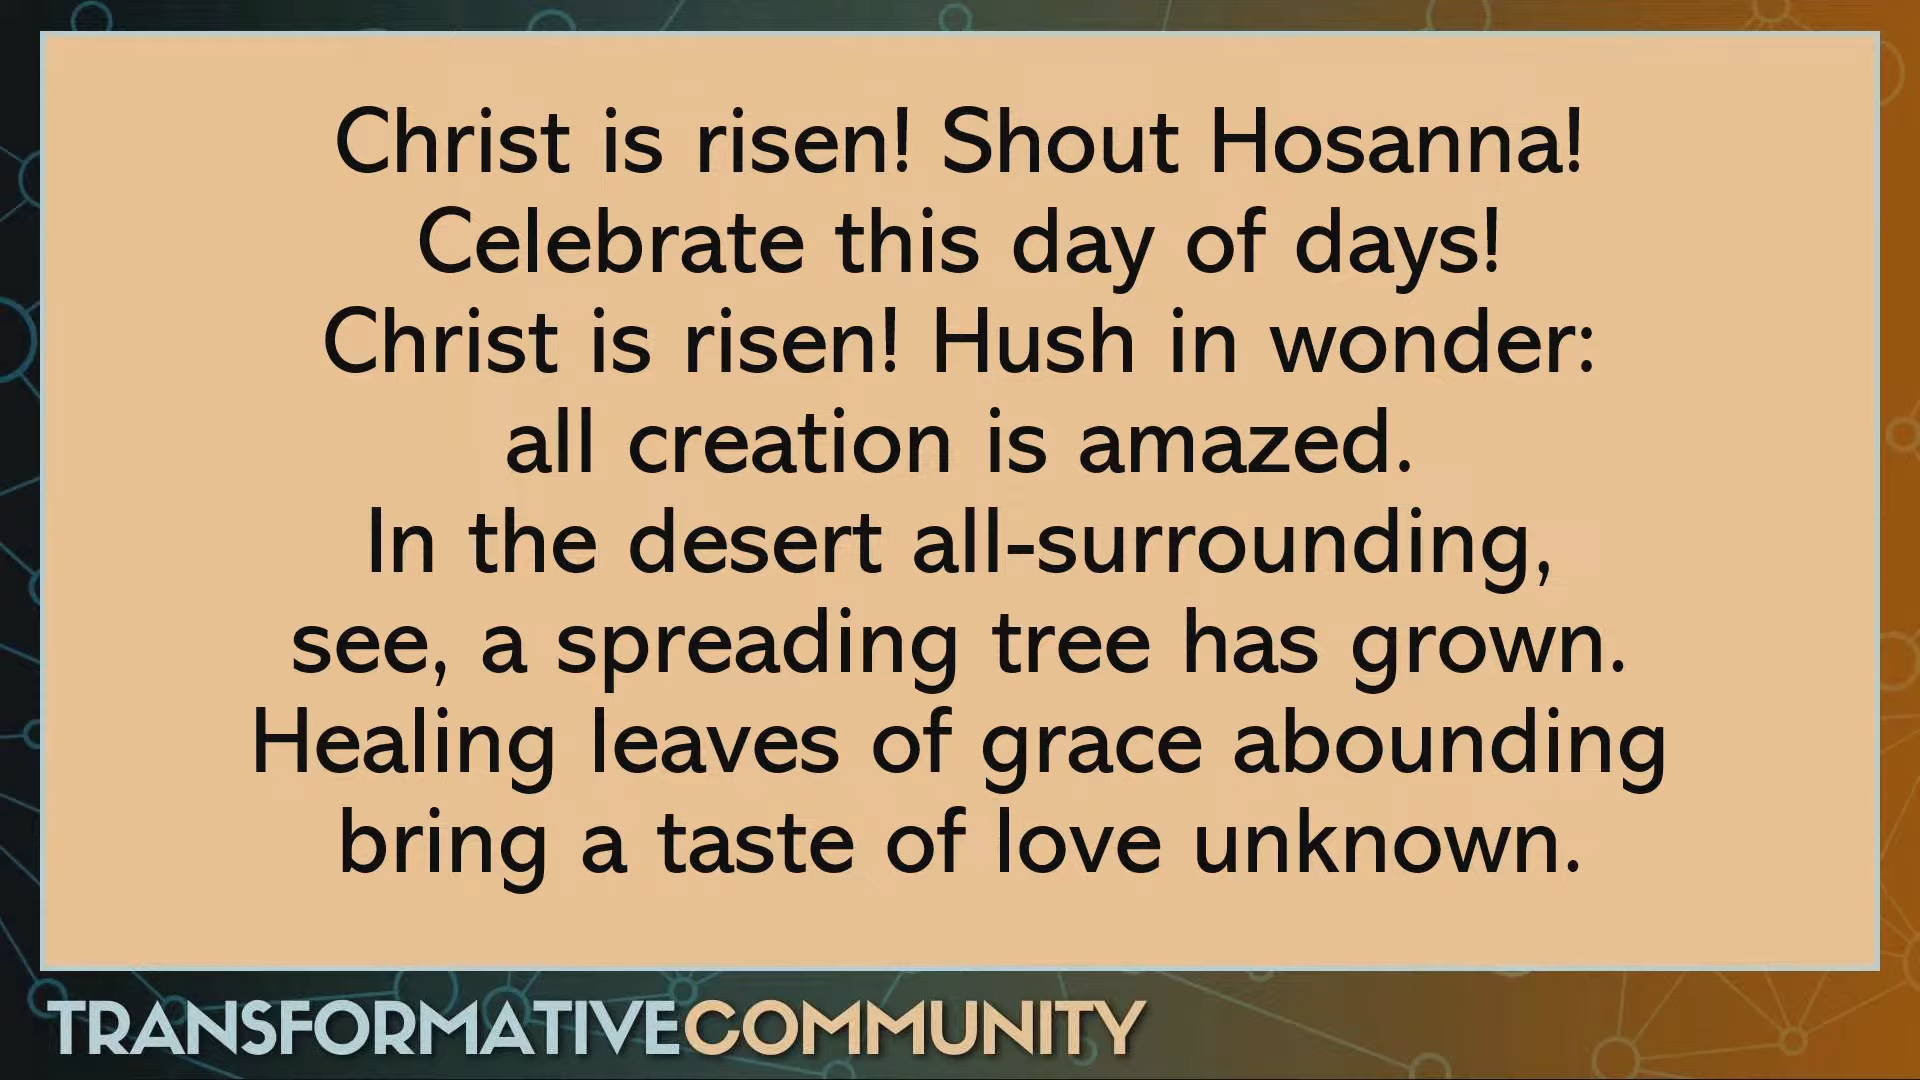 Christ is risen! Shout Hosanna!
Celebrate this day of days!
Christ is risen! Hush in wonder:
all creation is amazed.
In the desert all-surrounding,
see, a spreading tree has grown.
Healing leaves of grace abounding
bring a taste of love unknown.
TRANSFORMATIVECOMMUNITY